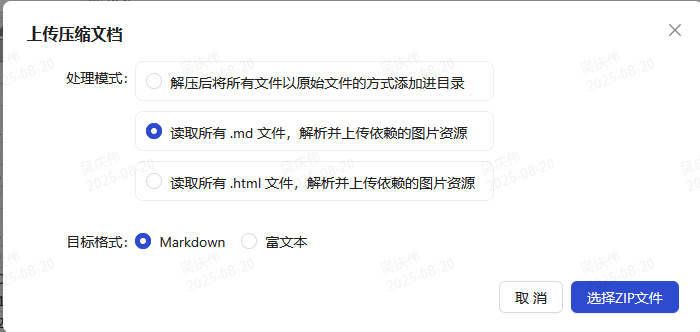 上传压缩文档
处理模式：
解压后将所有文件以原始文件的方式添加进目录
读取所有 .md 文件，解析并上传依赖的图片资源
读取所有 .html 文件，解析并上传依赖的图片资源
目标格式： Markdown 富文本
取 消 选择ZIP文件
吴庆伟
2025-08-20